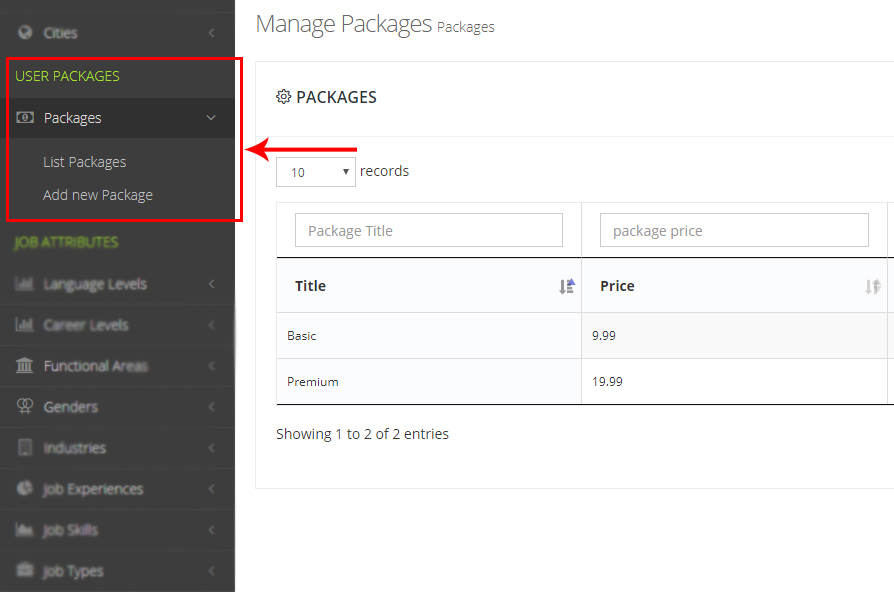 Cities
USER PACKAGES
Packages
List Packages
Add new Package
JOB ATTRIBUTES
Language Levels
Career Levels
Functional Areas
Genders
Industries
Job Experiences
Job Skills
Job Types
Manage Packages Packages
PACKAGES
10 records
Package Title package price
Title Price
Basic 9.99
Premium 19.99
Showing 1 to 2 of 2 entries